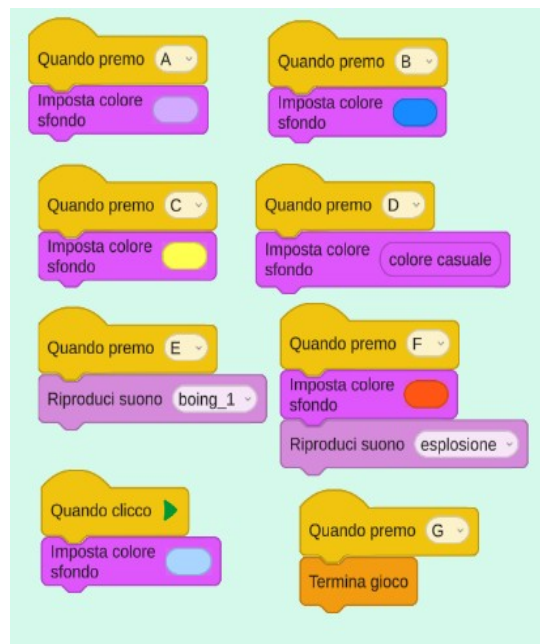 Quando premo A
Imposta colore
sfondo
Quando premo B
Imposta colore
sfondo
Quando premo C
Imposta colore
sfondo
Quando premo D
Imposta colore
sfondo colore casuale
Quando premo E
Riproduci suono boing_1
Quando premo F
Imposta colore
sfondo
Riproduci suono esplosione
Quando clicco
Imposta colore
sfondo
Quando premo G
Termina gioco